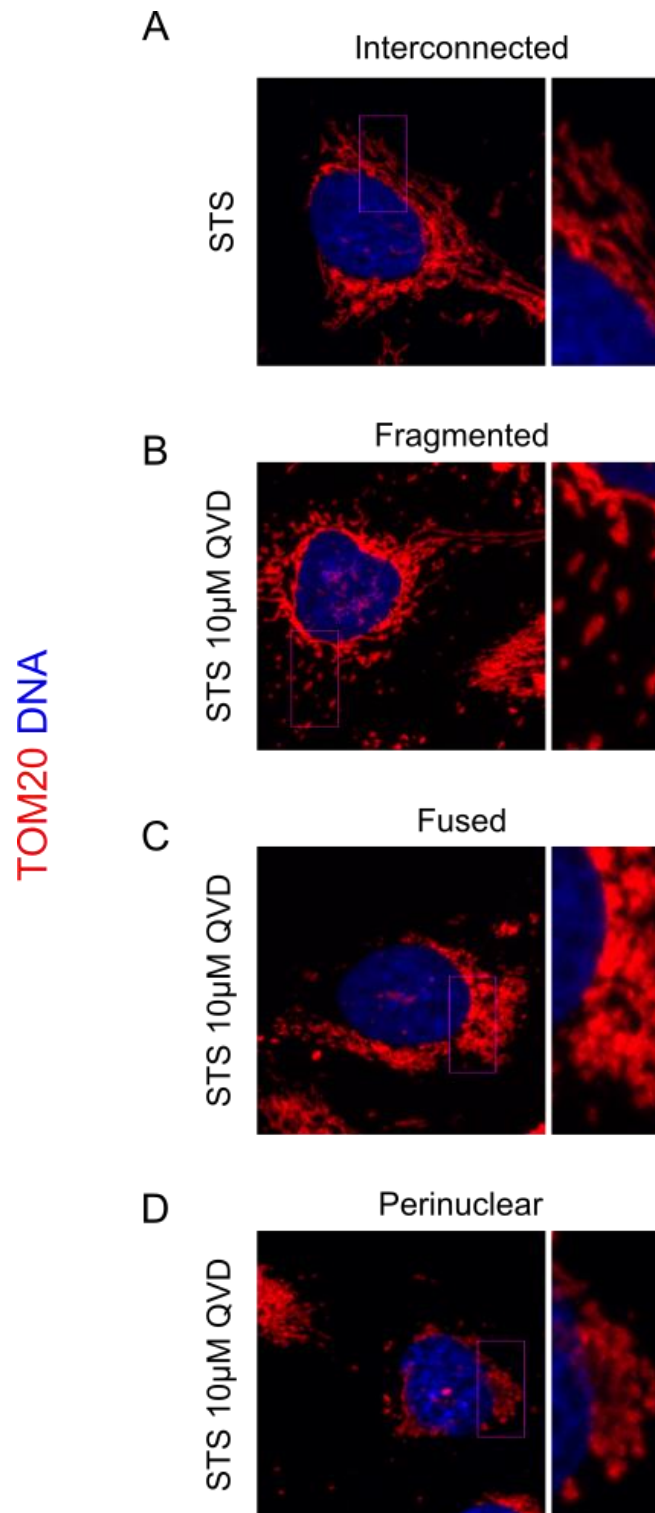 A
Interconnected
STS
B
Fragmented
STS 10µM QVD
TOM20 DNA
C
Fused
STS 10µM QVD
D
Perinuclear
STS 10µM QVD